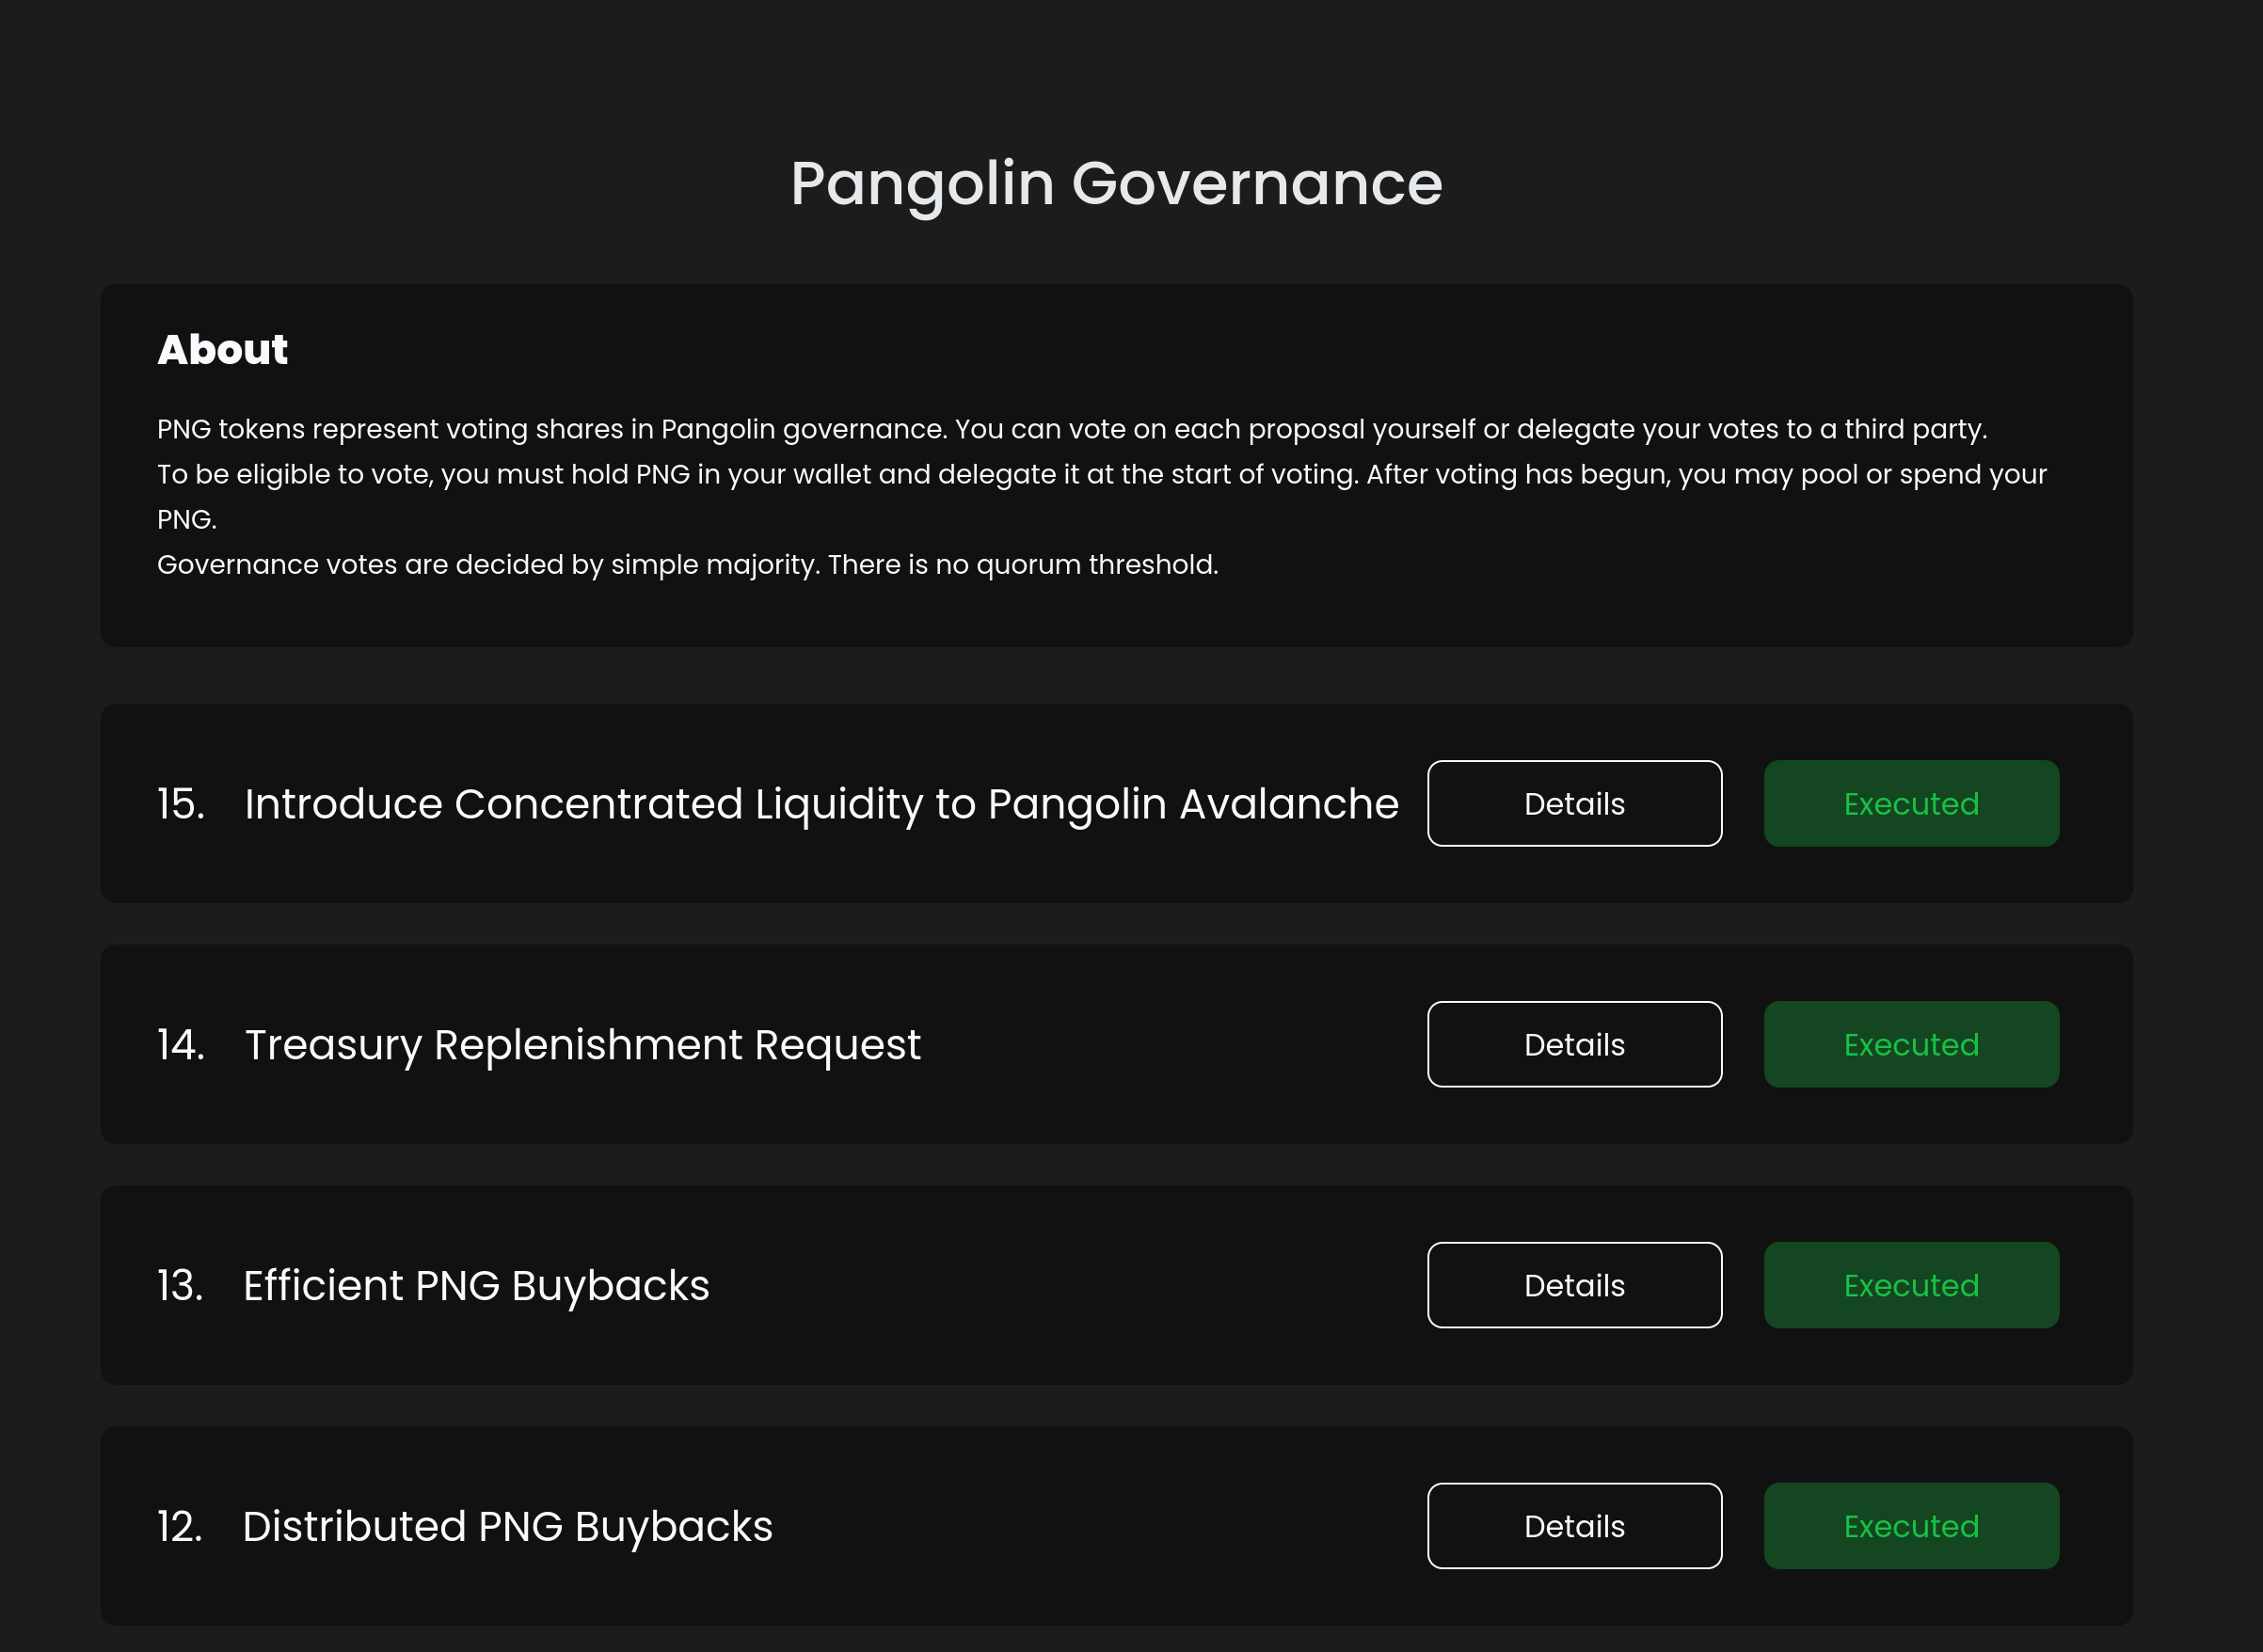 Pangolin Governance
About
PNG tokens represent voting shares in Pangolin governance. You can vote on each proposal yourself or delegate your votes to a third party.
To be eligible to vote, you must hold PNG in your wallet and delegate it at the start of voting. After voting has begun, you may pool or spend your
PNG.
Governance votes are decided by simple majority. There is no quorum threshold.
15. Introduce Concentrated Liquidity to Pangolin Avalanche Details Executed
14. Treasury Replenishment Request Details Executed
13. Efficient PNG Buybacks Details Executed
12. Distributed PNG Buybacks Details Executed